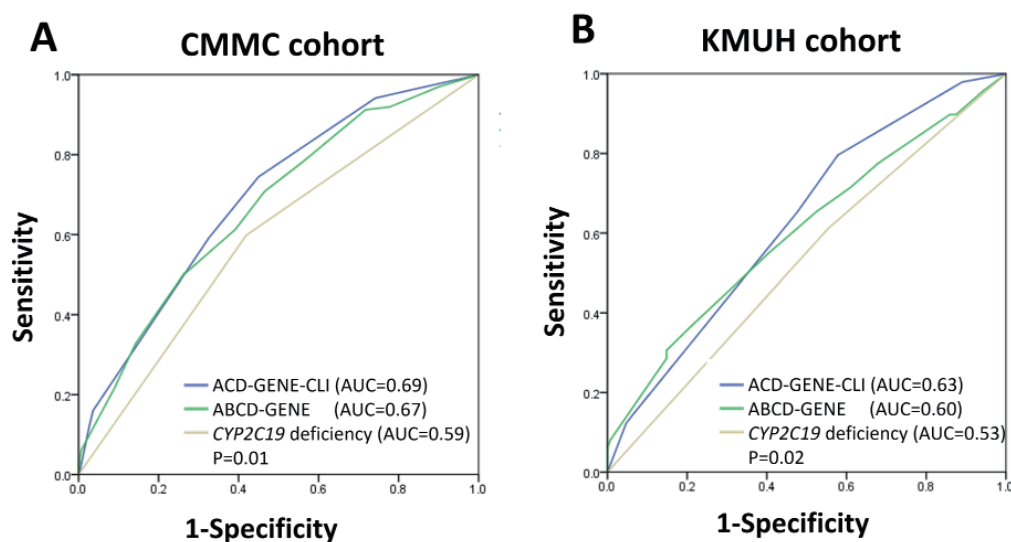 A
CMMC cohort
1.0
0.8
0.6
0.4
0.2
0.0
Sensitivity
ACD-GENE-CLI (AUC=0.69)
ABCD-GENE (AUC=0.67)
CYP2C19 deficiency (AUC=0.59)
P=0.01
0.0 0.2 0.4 0.6 0.8 1.0
1-Specificity
B
KMUH cohort
1.0
0.8
0.6
0.4
0.2
0.0
Sensitivity
ACD-GENE-CLI (AUC=0.63)
ABCD-GENE (AUC=0.60)
CYP2C19 deficiency (AUC=0.53)
P=0.02
0.0 0.2 0.4 0.6 0.8 1.0
1-Specificity